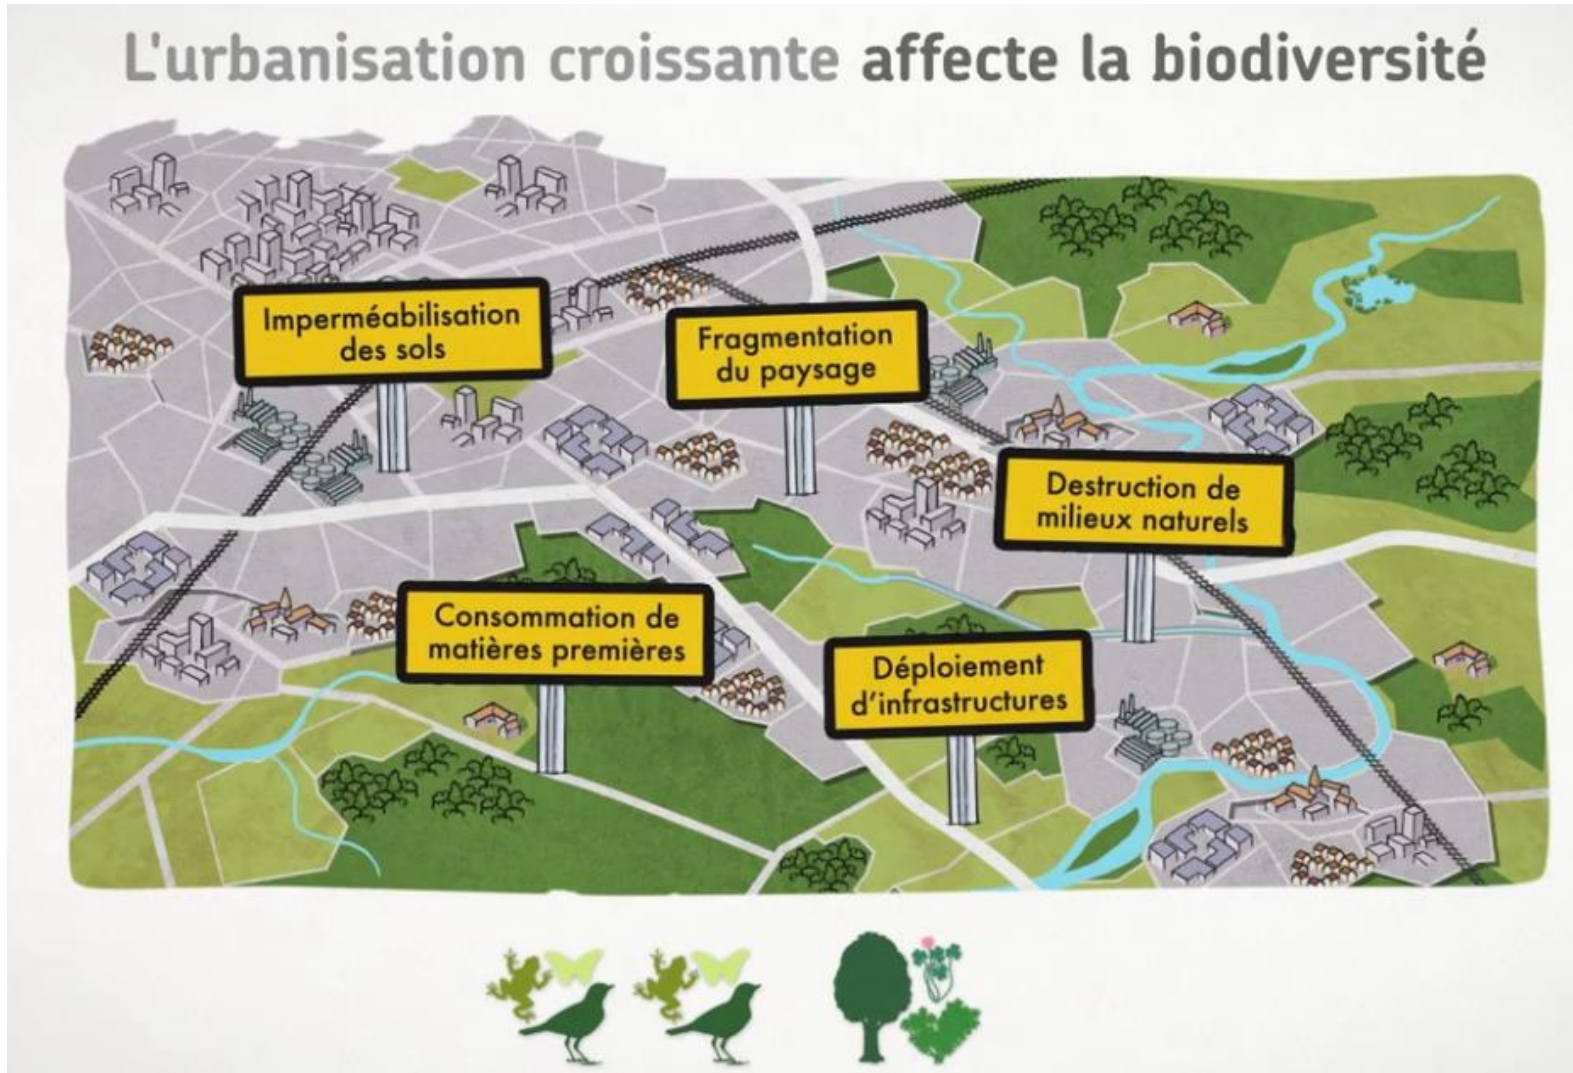 L'urbanisation croissante affecte la biodiversité
Imperméabilisation
des sols
Fragmentation
du paysage
Destruction de
milieux naturels
Consommation de
matières premières
Déploiement
d'infrastructures